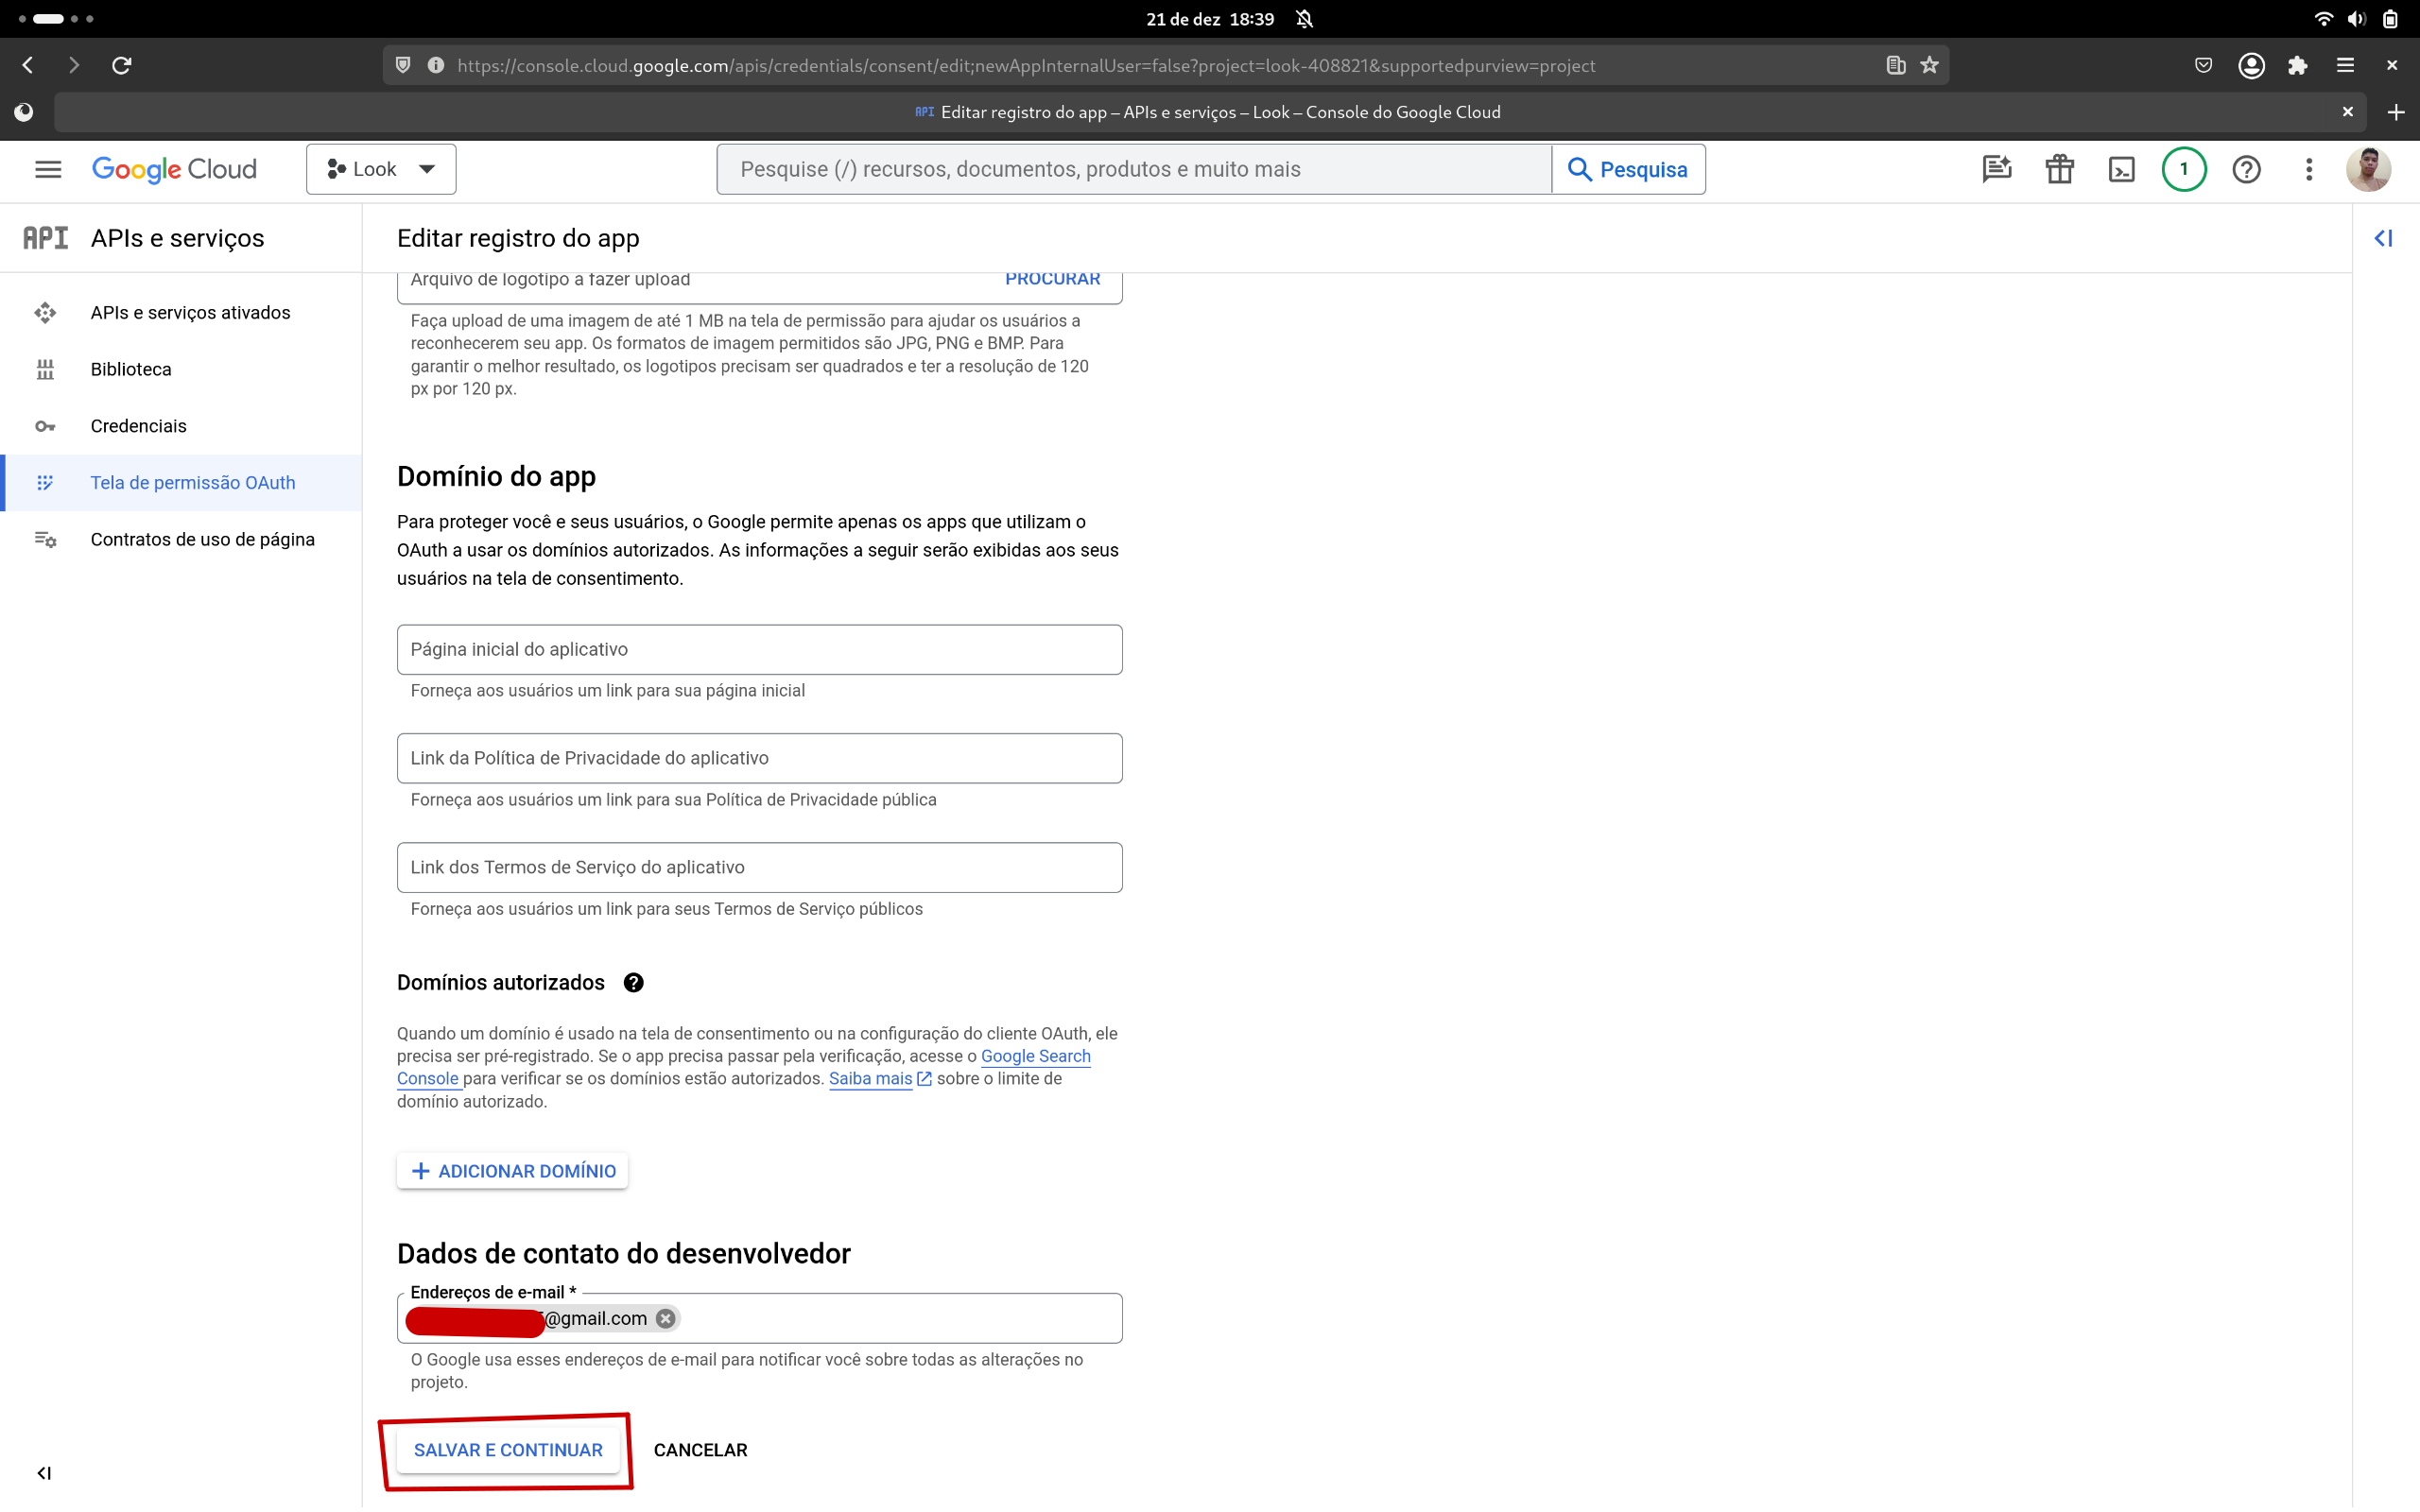 21 de dez 18:39
https://console.cloud.google.com/apis/credentials/consent/edit;newAppInternalUser=false?project=look-408821&supportedpurview=project
API Editar registro do app – APIs e serviços – Look – Console do Google Cloud
Google Cloud
Look
Pesquise (/) recursos, documentos, produtos e muito mais
Pesquisa
1
API APIs e serviços
APIs e serviços ativados
Biblioteca
Credenciais
Tela de permissão OAuth
Contratos de uso de página
Editar registro do app
Arquivo de logotipo a fazer upload
PROCURAR
Faça upload de uma imagem de até 1 MB na tela de permissão para ajudar os usuários a
reconhecerem seu app. Os formatos de imagem permitidos são JPG, PNG e BMP. Para
garantir o melhor resultado, os logotipos precisam ser quadrados e ter a resolução de 120
px por 120 px.
Domínio do app
Para proteger você e seus usuários, o Google permite apenas os apps que utilizam o
OAuth a usar os domínios autorizados. As informações a seguir serão exibidas aos seus
usuários na tela de consentimento.
Página inicial do aplicativo
Forneça aos usuários um link para sua página inicial
Link da Política de Privacidade do aplicativo
Forneça aos usuários um link para sua Política de Privacidade pública
Link dos Termos de Serviço do aplicativo
Forneça aos usuários um link para seus Termos de Serviço públicos
Domínios autorizados
Quando um domínio é usado na tela de consentimento ou na configuração do cliente OAuth, ele
precisa ser pré-registrado. Se o app precisa passar pela verificação, acesse o Google Search
Console para verificar se os domínios estão autorizados. Saiba mais sobre o limite de
domínio autorizado.
+ ADICIONAR DOMÍNIO
Dados de contato do desenvolvedor
Endereços de e-mail *
@gmail.com
O Google usa esses endereços de e-mail para notificar você sobre todas as alterações no
projeto.
SALVAR E CONTINUAR
CANCELAR